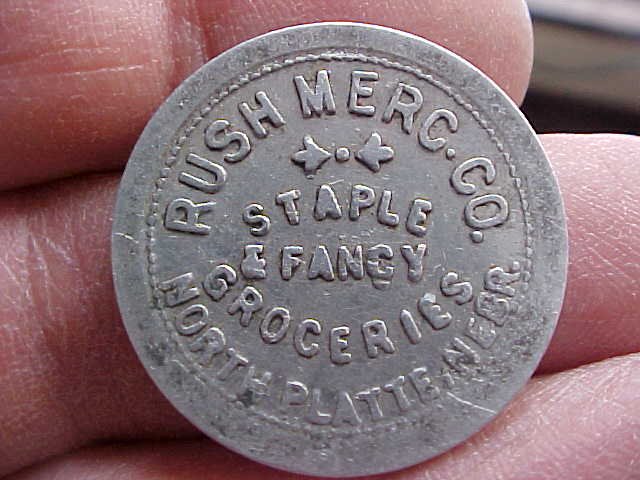 RUSH MERC. CO.
STAPLE
& FANCY
GROCERIES
NORTH PLATTE, NEBR.